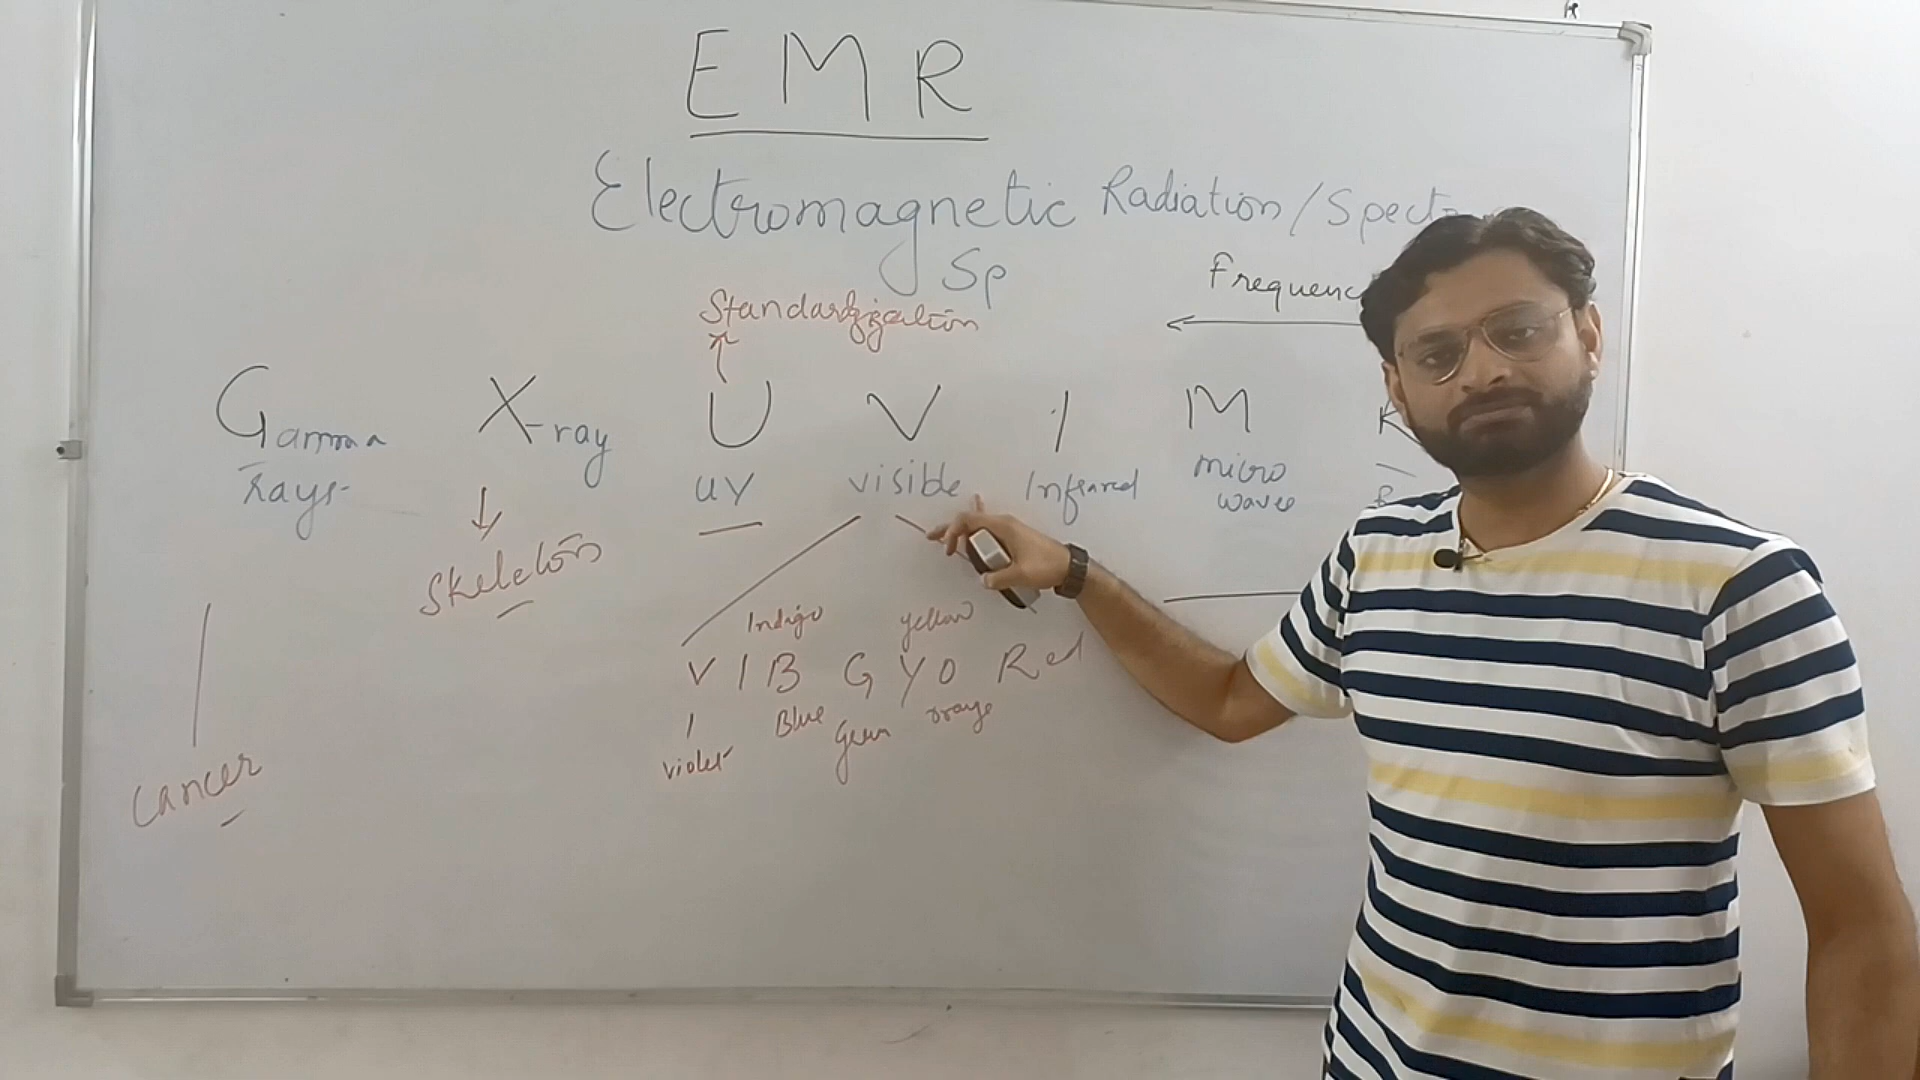 EMR
Electromagnetic Radiation / Spect
Sp
Frequenc
Standardization
G X-ray U V I M R
Gamma rays
UV visible Infrared micro waves
Skeleton
Indigo yellow
V I B G Y O Red
Blue Green orange
violet
Cancer